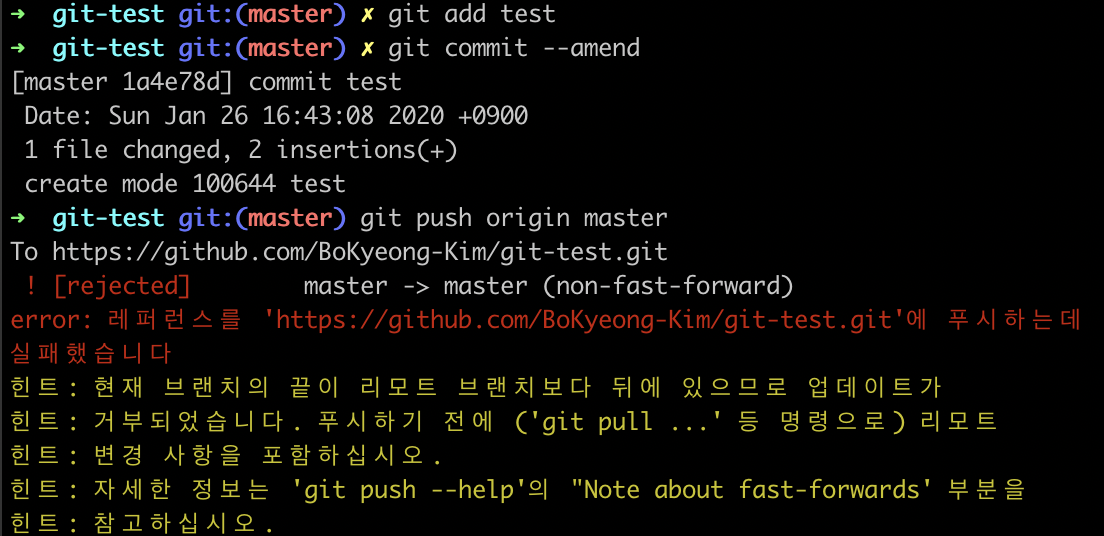 ➜ git-test git:(master) ✗ git add test
➜ git-test git:(master) ✗ git commit --amend
[master 1a4e78d] commit test
Date: Sun Jan 26 16:43:08 2020 +0900
1 file changed, 2 insertions(+)
create mode 100644 test
➜ git-test git:(master) git push origin master
To https://github.com/BoKyeong-Kim/git-test.git
! [rejected] master -> master (non-fast-forward)
error: 레퍼런스를 'https://github.com/BoKyeong-Kim/git-test.git'에 푸시하는데
실패했습니다
힌트: 현재 브랜치의 끝이 리모트 브랜치보다 뒤에 있으므로 업데이트가
힌트: 거부되었습니다. 푸시하기 전에 ('git pull ...' 등 명령으로) 리모트
힌트: 변경 사항을 포함하십시오.
힌트: 자세한 정보는 'git push --help'의 "Note about fast-forwards' 부분을
힌트: 참고하십시오.